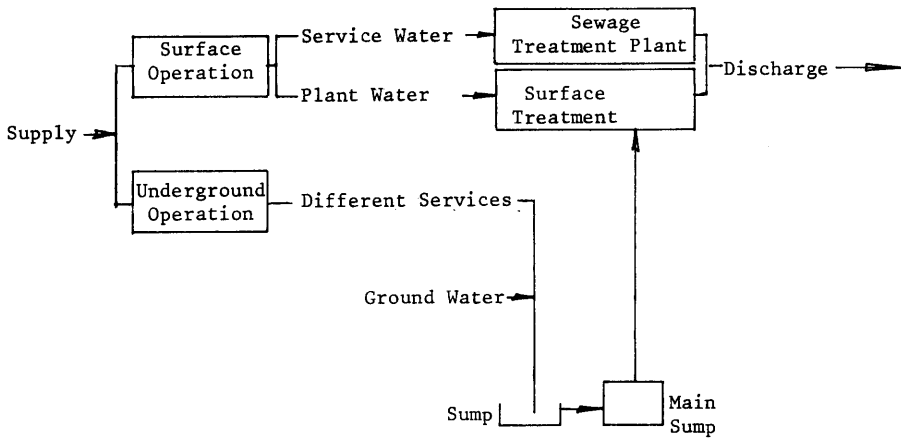 Surface
Operation
Service Water
Sewage
Treatment Plant
Plant Water
Surface
Treatment
Discharge
Supply
Underground
Operation
Different Services
Ground Water
Sump
Main
Sump